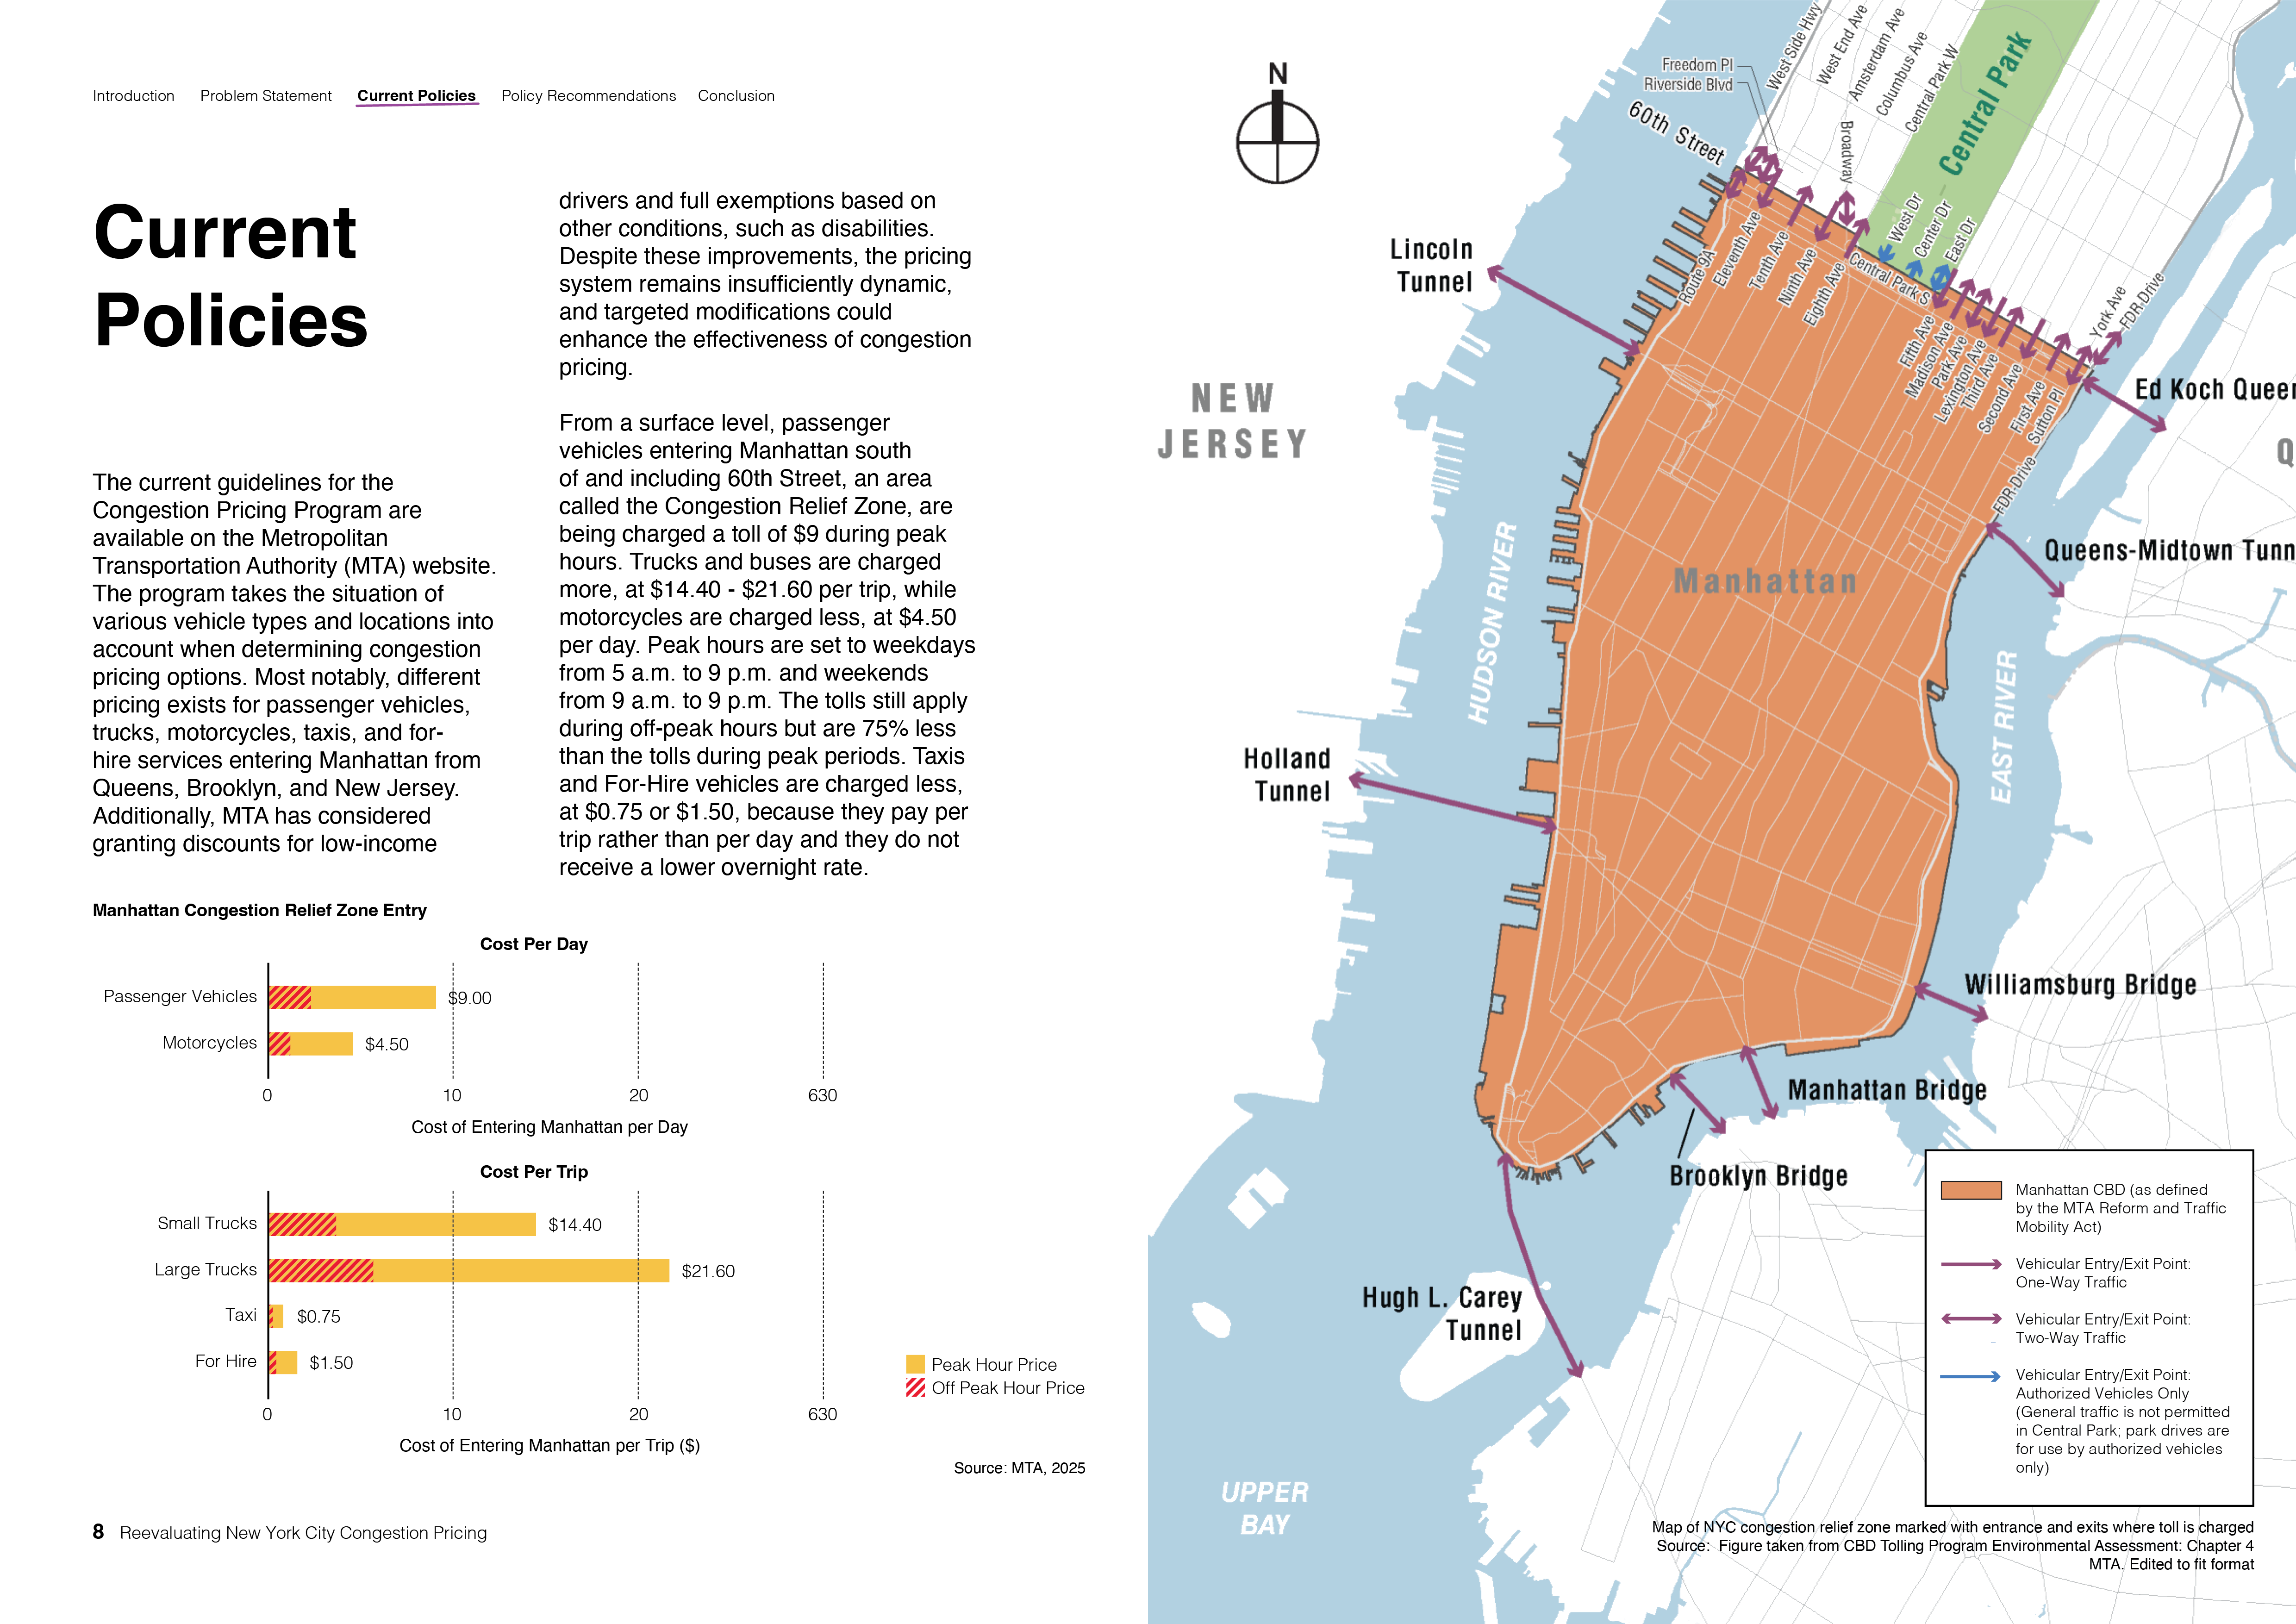 Introduction Problem Statement Current Policies Policy Recommendations Conclusion
Current
Policies
The current guidelines for the
Congestion Pricing Program are
available on the Metropolitan
Transportation Authority (MTA) website.
The program takes the situation of
various vehicle types and locations into
account when determining congestion
pricing options. Most notably, different
pricing exists for passenger vehicles,
trucks, motorcycles, taxis, and for-
hire services entering Manhattan from
Queens, Brooklyn, and New Jersey.
Additionally, MTA has considered
granting discounts for low-income
drivers and full exemptions based on
other conditions, such as disabilities.
Despite these improvements, the pricing
system remains insufficiently dynamic,
and targeted modifications could
enhance the effectiveness of congestion
pricing.
From a surface level, passenger
vehicles entering Manhattan south
of and including 60th Street, an area
called the Congestion Relief Zone, are
being charged a toll of $9 during peak
hours. Trucks and buses are charged
more, at $14.40 - $21.60 per trip, while
motorcycles are charged less, at $4.50
per day. Peak hours are set to weekdays
from 5 a.m. to 9 p.m. and weekends
from 9 a.m. to 9 p.m. The tolls still apply
during off-peak hours but are 75% less
than the tolls during peak periods. Taxis
and For-Hire vehicles are charged less,
at $0.75 or $1.50, because they pay per
trip rather than per day and they do not
receive a lower overnight rate.
Manhattan Congestion Relief Zone Entry
Cost Per Day
Passenger Vehicles $9.00
Motorcycles $4.50
0 10 20 630
Cost of Entering Manhattan per Day
Cost Per Trip
Small Trucks $14.40
Large Trucks $21.60
Taxi $0.75
For Hire $1.50
0 10 20 630
Cost of Entering Manhattan per Trip ($)
Peak Hour Price
Off Peak Hour Price
Source: MTA, 2025
8 Reevaluating New York City Congestion Pricing
N
Freedom Pl
Riverside Blvd
60th Street
West Side Hwy
West End Ave
Amsterdam Ave
Columbus Ave
Central Park W
Broadway
Central Park
West Dr
Center Dr
East Dr
Central Park S
Route 9A
Eleventh Ave
Tenth Ave
Ninth Ave
Eighth Ave
Fifth Ave
Madison Ave
Park Ave
Lexington Ave
Third Ave
Second Ave
First Ave
Sutton Pl
York Ave
FDR Drive
FDR Drive
Lincoln
Tunnel
NEW
JERSEY
HUDSON RIVER
Manhattan
Ed Koch Queen
Q
Queens-Midtown Tunn
EAST RIVER
Holland
Tunnel
Williamsburg Bridge
Manhattan Bridge
Brooklyn Bridge
Hugh L. Carey
Tunnel
UPPER
BAY
Manhattan CBD (as defined
by the MTA Reform and Traffic
Mobility Act)
Vehicular Entry/Exit Point:
One-Way Traffic
Vehicular Entry/Exit Point:
Two-Way Traffic
Vehicular Entry/Exit Point:
Authorized Vehicles Only
(General traffic is not permitted
in Central Park; park drives are
for use by authorized vehicles
only)
Map of NYC congestion relief zone marked with entrance and exits where toll is charged
Source: Figure taken from CBD Tolling Program Environmental Assessment: Chapter 4
MTA. Edited to fit format